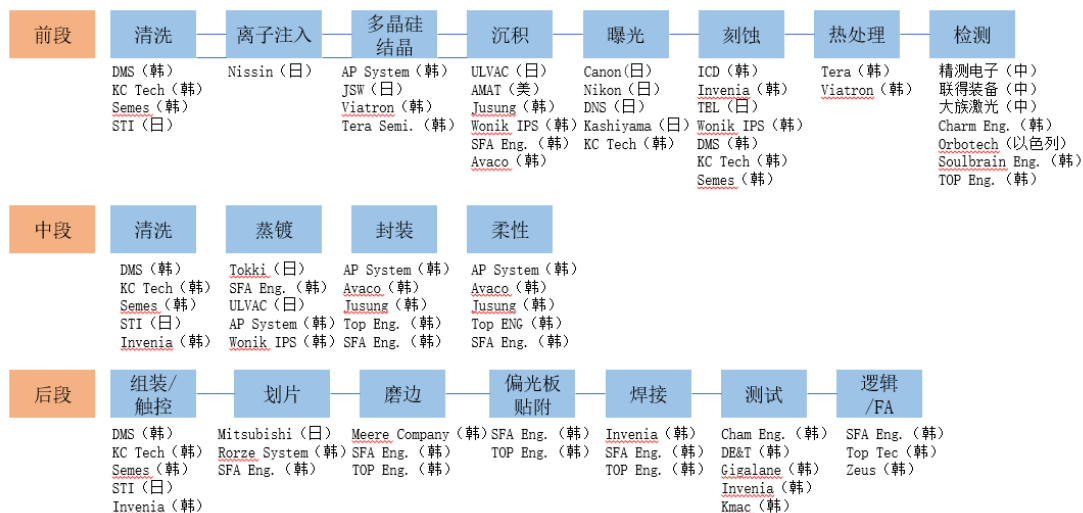 前段
清洗
DMS（韩）
KC Tech（韩）
Semes（韩）
STI（日）
离子注入
Nissin（日）
多晶硅
结晶
AP System（韩）
JSW（日）
Viatron（韩）
Tera Semi.（韩）
沉积
ULVAC（日）
AMAT（美）
Jusung（韩）
Wonik IPS（韩）
SFA Eng.（韩）
Avaco（韩）
曝光
Canon(日）
Nikon（日）
DNS（日）
Kashiyama（日）
KC Tech（韩）
刻蚀
ICD（韩）
Invenia（韩）
TEL（日）
Wonik IPS（韩）
DMS（韩）
KC Tech（韩）
Semes（韩）
热处理
Tera（韩）
Viatron（韩）
检测
精测电子（中）
联得装备（中）
大族激光（中）
Charm Eng.（韩）
Orbotech（以色列）
Soulbrain Eng.（韩）
TOP Eng.（韩）
中段
清洗
DMS（韩）
KC Tech（韩）
Semes（韩）
STI（日）
Invenia（韩）
蒸镀
Tokki（日）
SFA Eng.（韩）
ULVAC（日）
AP System（韩）
Wonik IPS（韩）
封装
AP System（韩）
Avaco（韩）
Jusung（韩）
Top Eng.（韩）
SFA Eng.（韩）
柔性
AP System（韩）
Avaco（韩）
Jusung（韩）
Top ENG（韩）
SFA Eng.（韩）
后段
组装/
触控
DMS（韩）
KC Tech（韩）
Semes（韩）
STI（日）
Invenia（韩）
划片
Mitsubishi（日）
Rorze System（韩）
SFA Eng.（韩）
磨边
Meere Company（韩）
SFA Eng.（韩）
TOP Eng.（韩）
偏光板
贴附
SFA Eng.（韩）
TOP Eng.（韩）
焊接
Invenia（韩）
SFA Eng.（韩）
TOP Eng.（韩）
测试
Cham Eng.（韩）
DE&T（韩）
Gigalane（韩）
Invenia（韩）
Kmac（韩）
逻辑
/FA
SFA Eng.（韩）
Top Tec（韩）
Zeus（韩）